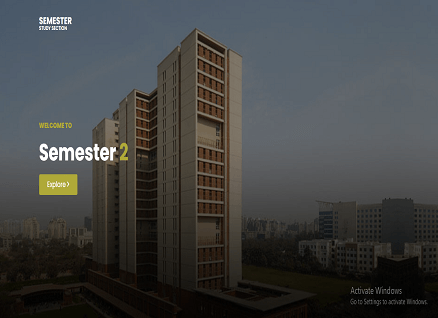 SEMESTER
STUDY SECTION
WELCOME TO
Semester 2
Explore >
Activate Windows
Go to Settings to activate Windows.